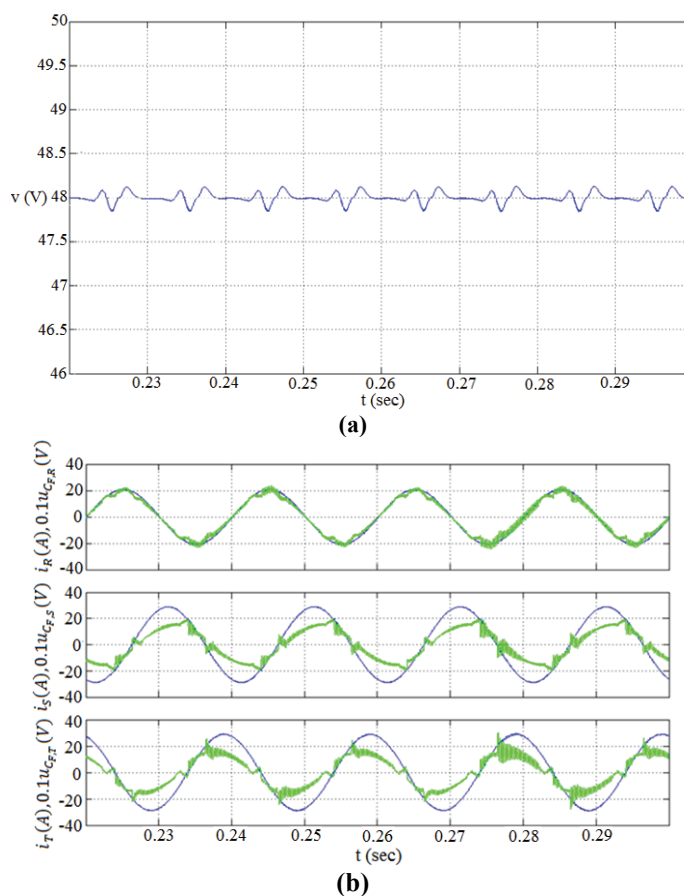 50
49.5
49
48.5
v (V) 48
47.5
47
46.5
46
0.23 0.24 0.25 0.26 0.27 0.28 0.29
t (sec)
(a)
i_R(A), 0.1u_{C_F,R}(V)
40
20
0
-20
-40
i_S(A), 0.1u_{C_F,S}(V)
40
20
0
-20
-40
i_T(A), 0.1u_{C_F,T}(V)
40
20
0
-20
-40
0.23 0.24 0.25 0.26 0.27 0.28 0.29
t (sec)
(b)